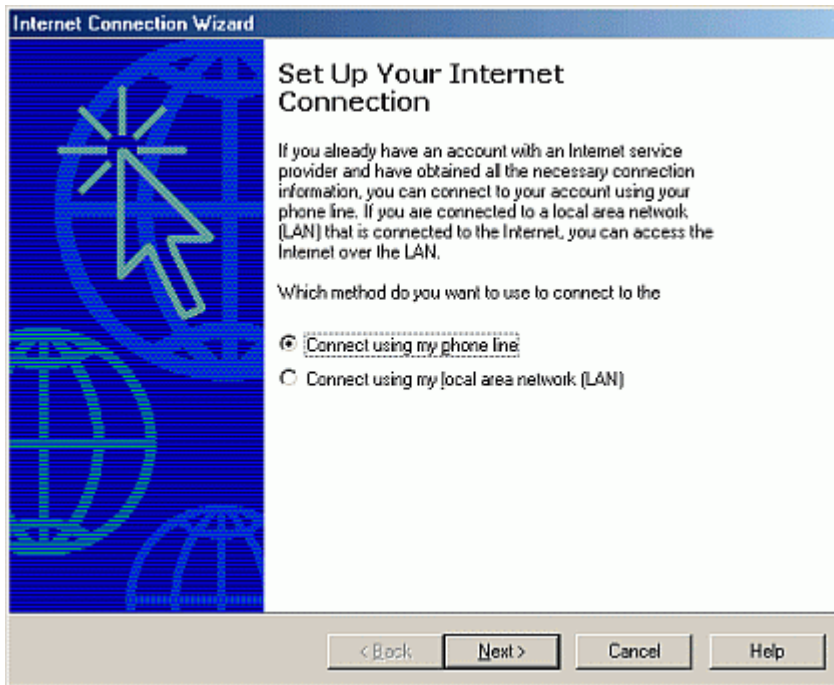 Internet Connection Wizard
Set Up Your Internet
Connection
If you already have an account with an Internet service
provider and have obtained all the necessary connection
information, you can connect to your account using your
phone line. If you are connected to a local area network
(LAN) that is connected to the Internet, you can access the
Internet over the LAN.
Which method do you want to use to connect to the
Connect using my phone line
Connect using my local area network (LAN)
< Back Next > Cancel Help